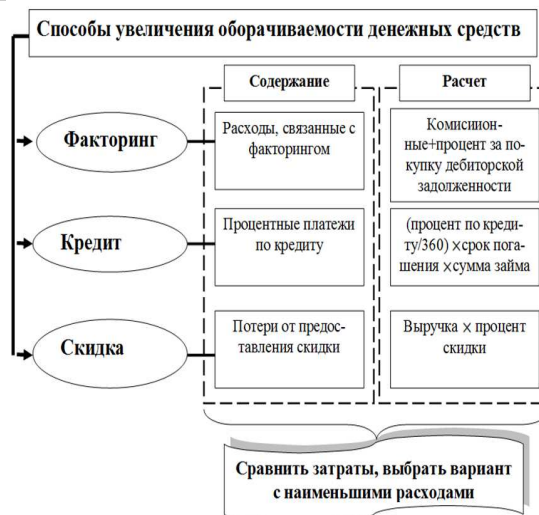 Способы увеличения оборачиваемости денежных средств
Содержание
Расчет
Факторинг
Расходы, связанные с
факторингом
Комисиион-
ные+процент за по-
купку дебиторской
задолженности
Кредит
Процентные платежи
по кредиту
(процент по креди-
ту/360) ×срок пога-
шения ×сумма займа
Скидка
Потери от предос-
тавления скидки
Выручка × процент
скидки
Сравнить затраты, выбрать вариант
с наименьшими расходами